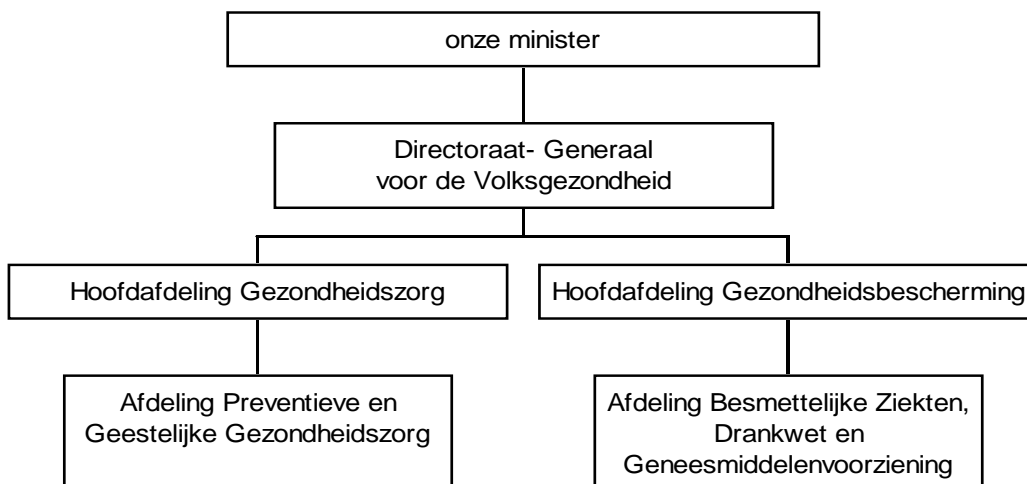 onze minister
Directoraat- Generaal
voor de Volksgezondheid
Hoofdafdeling Gezondheidszorg
Hoofdafdeling Gezondheidsbescherming
Afdeling Preventieve en
Geestelijke Gezondheidszorg
Afdeling Besmettelijke Ziekten,
Drankwet en
Geneesmiddelenvoorziening